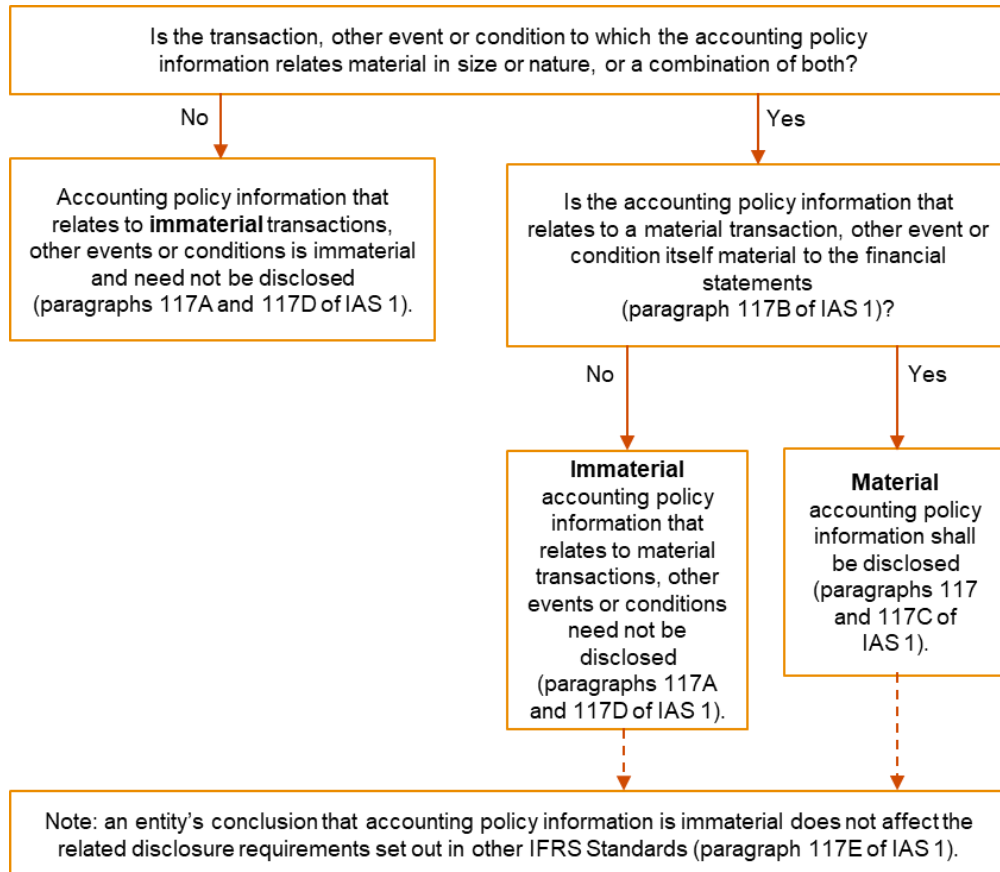 Is the transaction, other event or condition to which the accounting policy
information relates material in size or nature, or a combination of both?
No
Yes
Accounting policy information that
relates to immaterial transactions,
other events or conditions is immaterial
and need not be disclosed
(paragraphs 117A and 117D of IAS 1).
Is the accounting policy information that
relates to a material transaction, other event or
condition itself material to the financial
statements
(paragraph 117B of IAS 1)?
No
Yes
Immaterial
accounting policy
information that
relates to material
transactions, other
events or conditions
need not be
disclosed
(paragraphs 117A
and 117D of IAS 1).
Material
accounting policy
information shall
be disclosed
(paragraphs 117
and 117C of
IAS 1).
Note: an entity’s conclusion that accounting policy information is immaterial does not affect the
related disclosure requirements set out in other IFRS Standards (paragraph 117E of IAS 1).